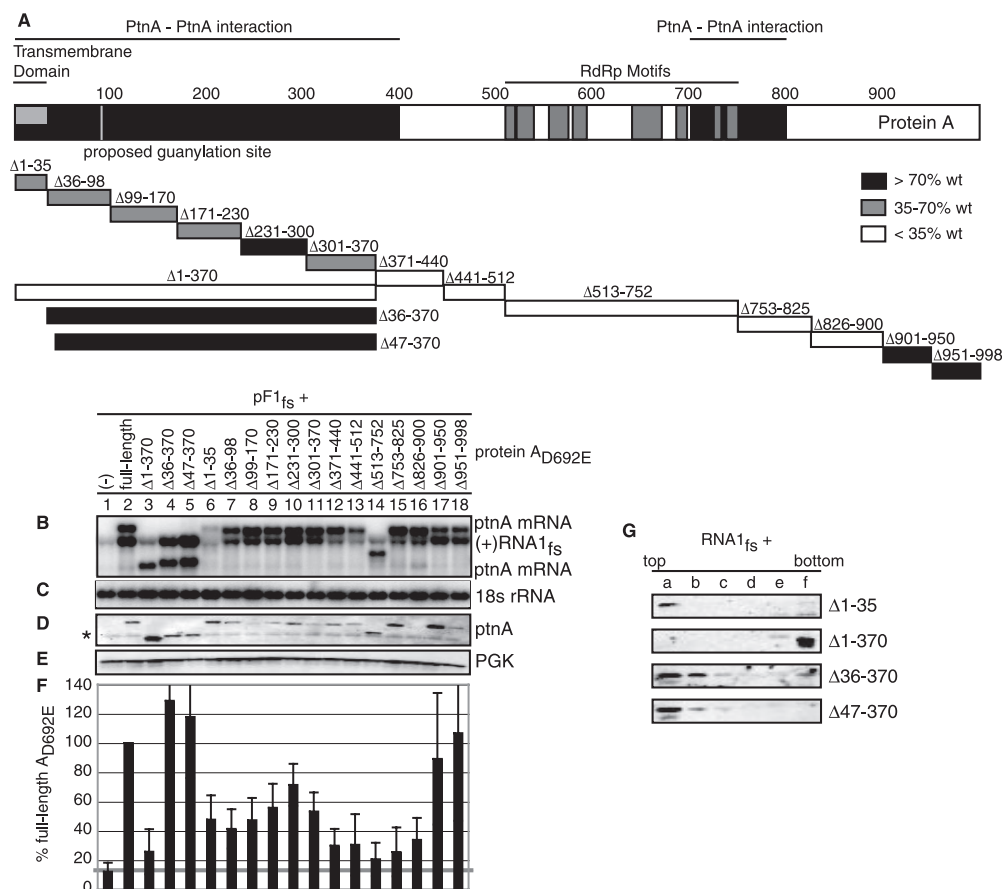 A
PtnA - PtnA interaction
PtnA - PtnA interaction
Transmembrane
Domain
RdRp Motifs
100 200 300 400 500 600 700 800 900
Protein A
proposed guanylation site
Δ1-35
Δ36-98
Δ99-170
Δ171-230
Δ231-300
Δ301-370
Δ371-440
Δ1-370
Δ441-512
Δ513-752
Δ753-825
Δ826-900
Δ901-950
Δ951-998
Δ36-370
Δ47-370
> 70% wt
35-70% wt
< 35% wt
pF1fs +
(-) full-length Δ1-370 Δ36-370 Δ47-370 Δ1-35 Δ36-98 Δ99-170 Δ171-230 Δ231-300 Δ301-370 Δ371-440 Δ441-512 Δ513-752 Δ753-825 Δ826-900 Δ901-950 Δ951-998
protein AD692E
1 2 3 4 5 6 7 8 9 10 11 12 13 14 15 16 17 18
B
ptnA mRNA
(+)RNA1fs
ptnA mRNA
C
18s rRNA
D
ptnA
*
E
PGK
F
% full-length AD692E
140
120
100
80
60
40
20
0
G
RNA1fs +
top bottom
a b c d e f
Δ1-35
Δ1-370
Δ36-370
Δ47-370